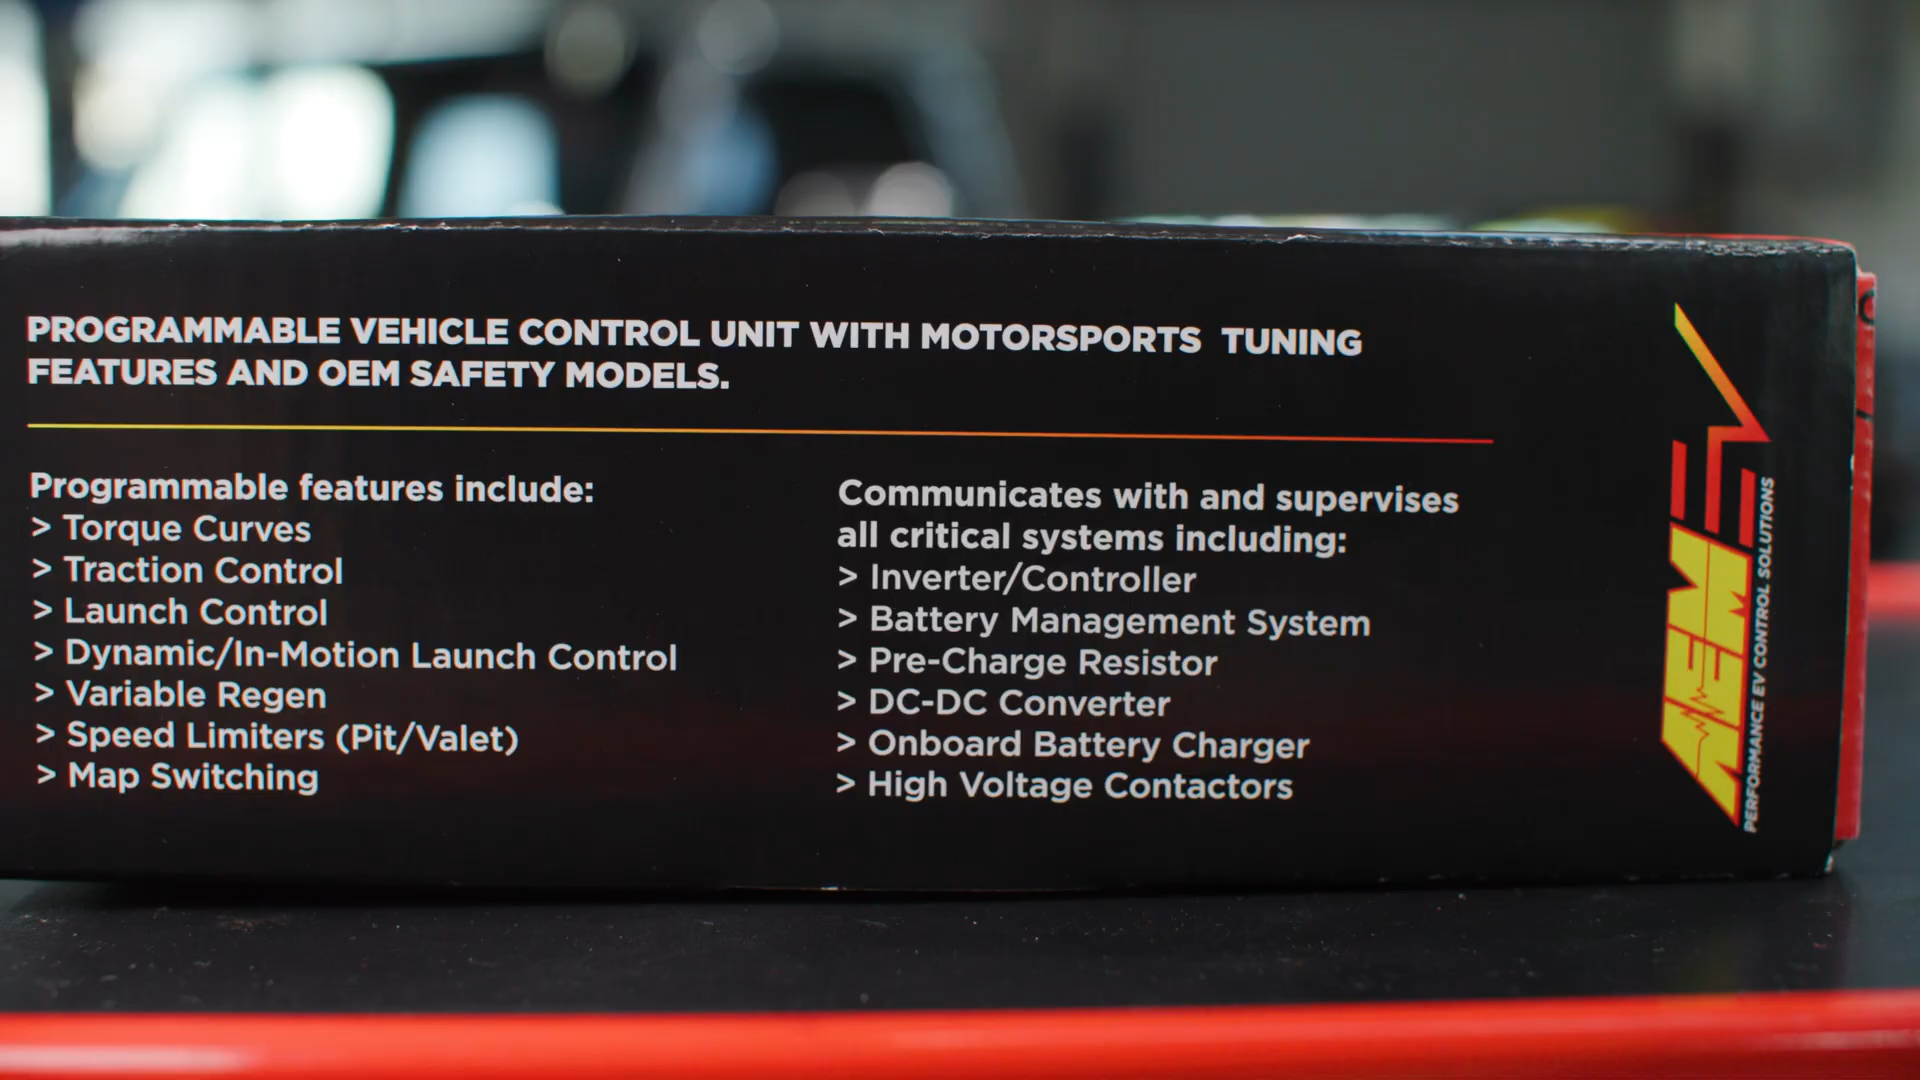 PROGRAMMABLE VEHICLE CONTROL UNIT WITH MOTORSPORTS TUNING
FEATURES AND OEM SAFETY MODELS.
Programmable features include:
> Torque Curves
> Traction Control
> Launch Control
> Dynamic/In-Motion Launch Control
> Variable Regen
> Speed Limiters (Pit/Valet)
> Map Switching
Communicates with and supervises
all critical systems including:
> Inverter/Controller
> Battery Management System
> Pre-Charge Resistor
> DC-DC Converter
> Onboard Battery Charger
> High Voltage Contactors
AEM EV
PERFORMANCE EV CONTROL SOLUTIONS